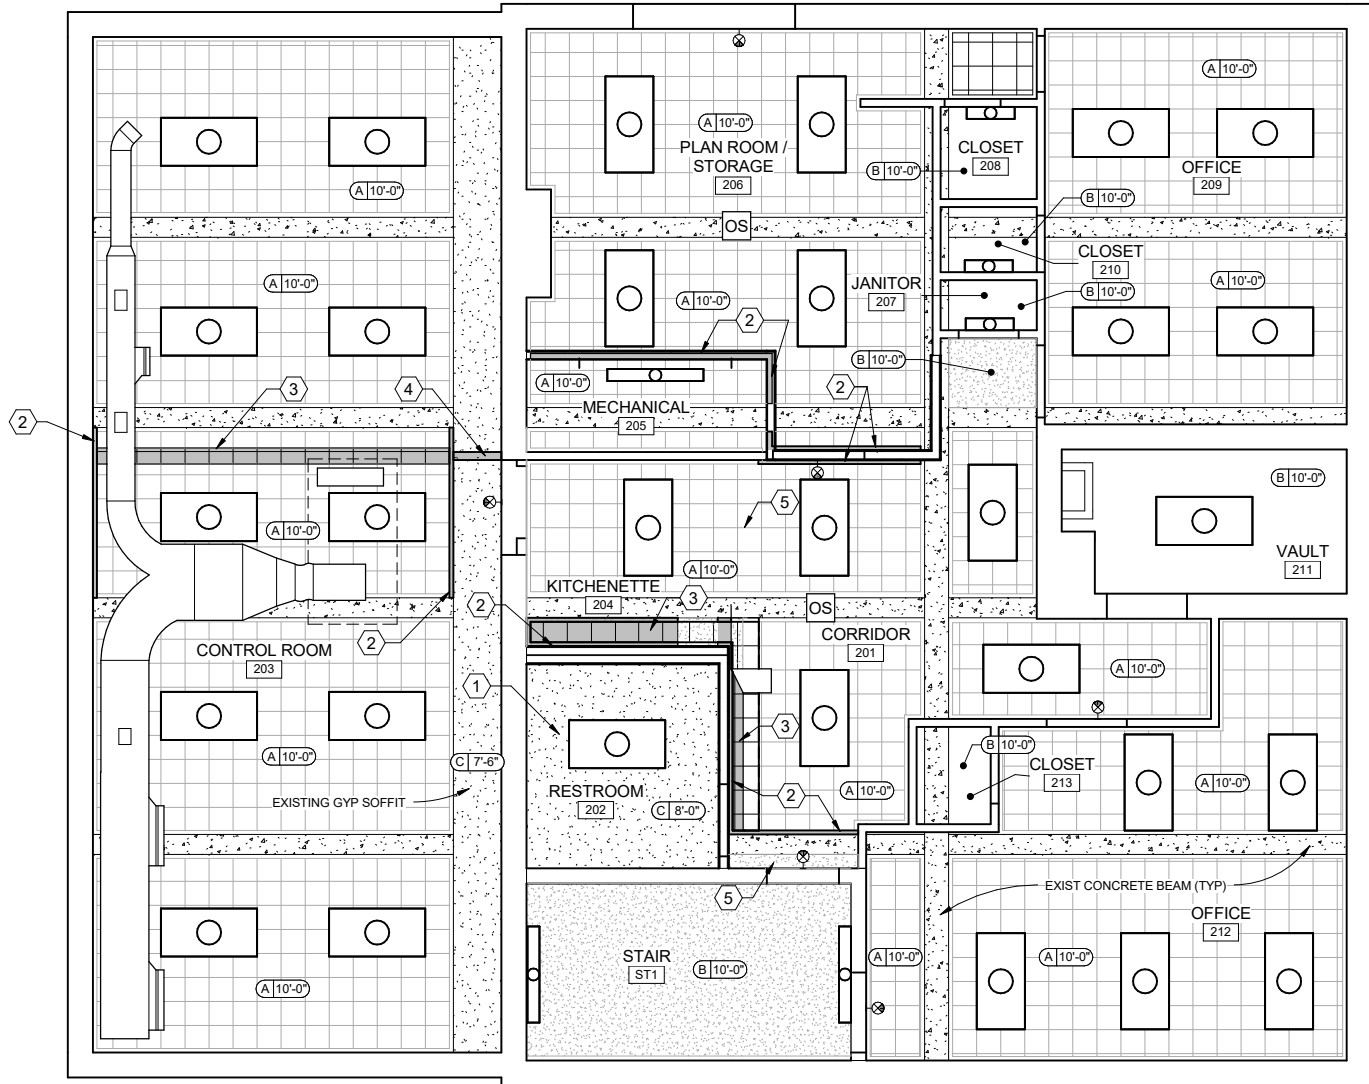 A 10'-0"
A 10'-0"
CLOSET
208
PLAN ROOM /
STORAGE
206
B 10'-0"
OFFICE
209
A 10'-0"
B 10'-0"
OS
CLOSET
210
A 10'-0"
JANITOR
207
A 10'-0"
A 10'-0"
B 10'-0"
2
B 10'-0"
A 10'-0"
3
4
2
MECHANICAL
205
2
B 10'-0"
5
A 10'-0"
VAULT
211
A 10'-0"
KITCHENETTE
204
3
2
OS
CORRIDOR
201
2
CONTROL ROOM
203
A 10'-0"
1
3
B 10'-0"
A 10'-0"
C 7'-6"
CLOSET
213
A 10'-0"
RESTROOM
202
2
A 10'-0"
EXISTING GYP SOFFIT
C 8'-0"
EXIST CONCRETE BEAM (TYP)
5
OFFICE
212
STAIR
ST1
B 10'-0"
A 10'-0"
A 10'-0"
A 10'-0"